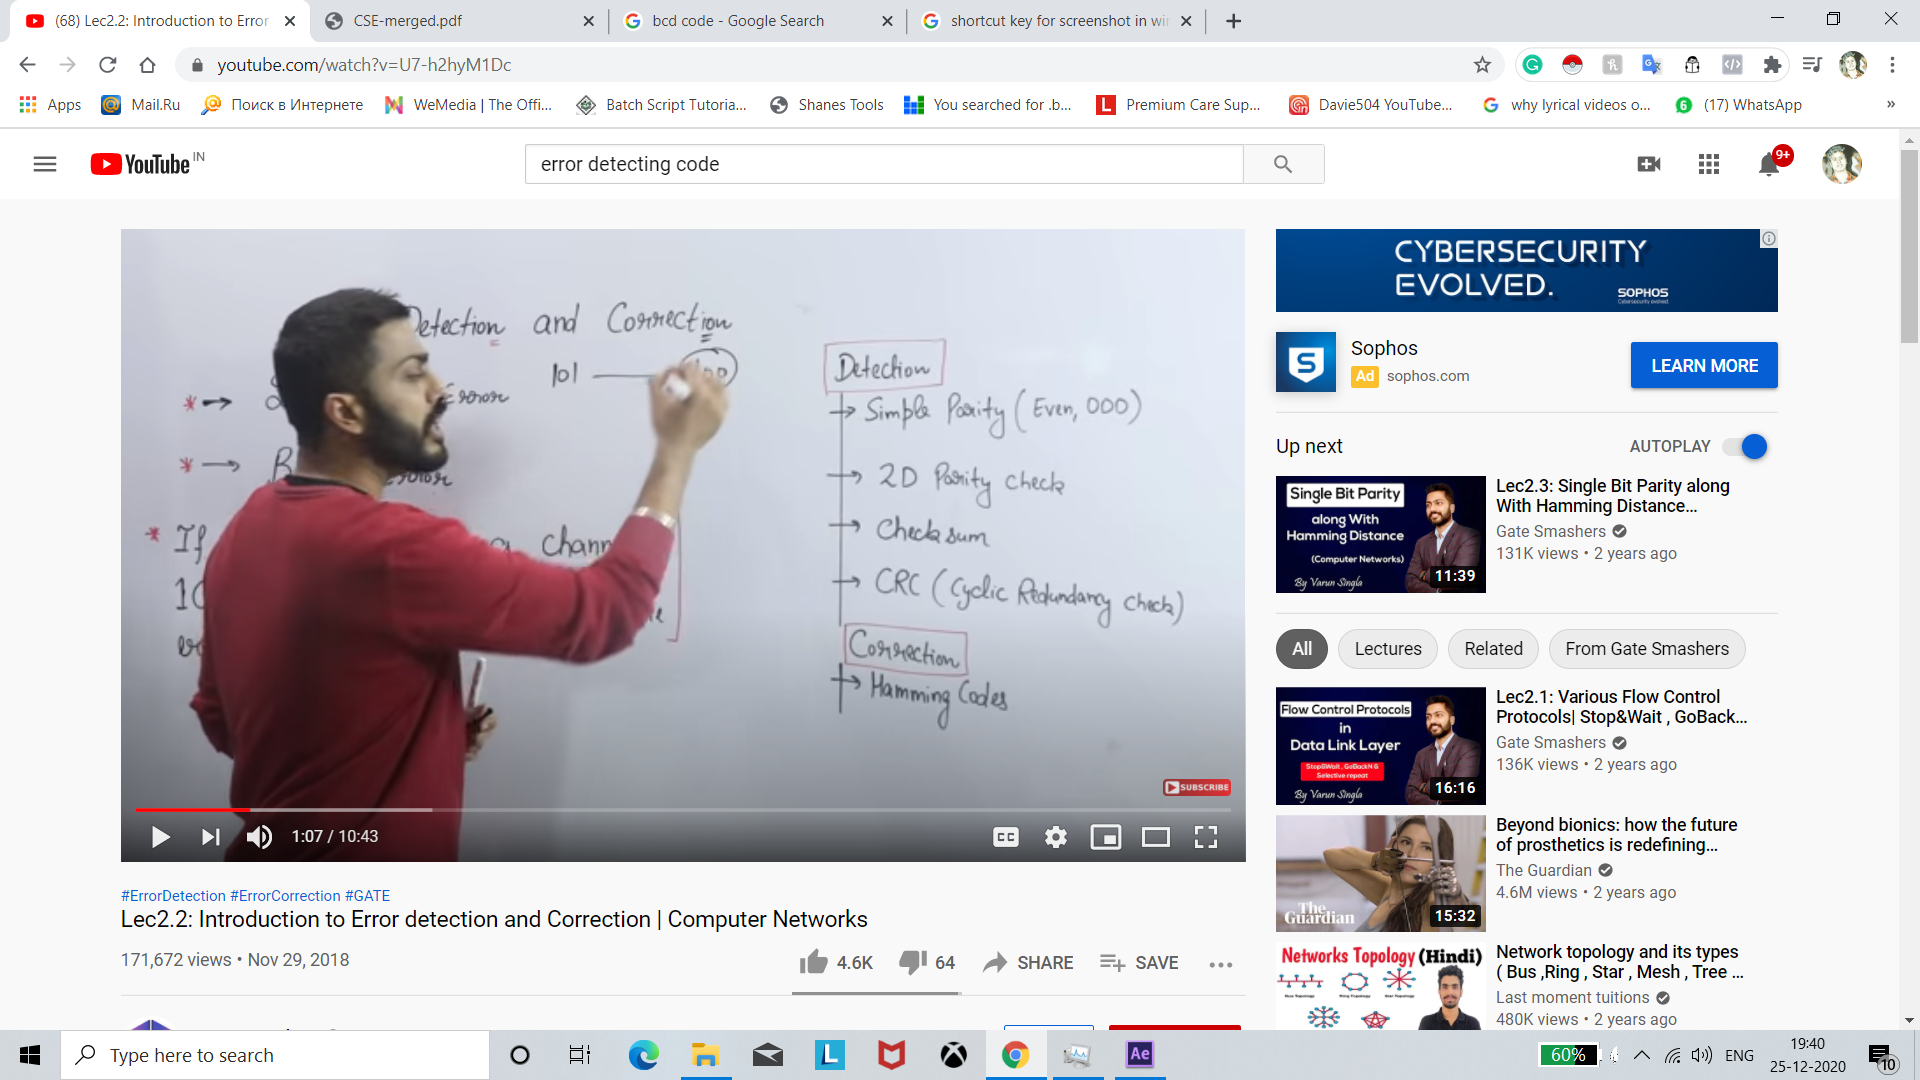 (68) Lec2.2: Introduction to Error
CSE-merged.pdf
bcd code - Google Search
shortcut key for screenshot in wi
youtube.com/watch?v=U7-h2hyM1Dc
Apps
Mail.Ru
Поиск в Интернете
WeMedia | The Offi...
Batch Script Tutoria...
Shanes Tools
You searched for .b...
Premium Care Sup...
Davie504 YouTube...
why lyrical videos o...
(17) WhatsApp
YouTube IN
error detecting code
9+
Detection and Correction
101
Error
If
channel
Detection
Simple Parity (Even, ODD)
2D Parity check
Checksum
CRC (Cyclic Redundancy Check)
Correction
Hamming Codes
SUBSCRIBE
1:07 / 10:43
CC
#ErrorDetection #ErrorCorrection #GATE
Lec2.2: Introduction to Error detection and Correction | Computer Networks
171,672 views • Nov 29, 2018
4.6K
64
SHARE
SAVE
CYBERSECURITY
EVOLVED.
SOPHOS
Cybersecurity evolved.
Sophos
Ad sophos.com
LEARN MORE
Up next
AUTOPLAY
Single Bit Parity
along With
Hamming Distance
(Computer Networks)
By Varun Singla
11:39
Lec2.3: Single Bit Parity along
With Hamming Distance...
Gate Smashers
131K views • 2 years ago
All
Lectures
Related
From Gate Smashers
Flow Control Protocols
in
Data Link Layer
Stop&Wait, GoBackN &
Selective repeat
By Varun Singla
16:16
Lec2.1: Various Flow Control
Protocols| Stop&Wait , GoBack...
Gate Smashers
136K views • 2 years ago
The
Guardian
15:32
Beyond bionics: how the future
of prosthetics is redefining...
The Guardian
4.6M views • 2 years ago
Networks Topology (Hindi)
Network topology and its types
( Bus ,Ring , Star , Mesh , Tree ...
Last moment tuitions
480K views • 2 years ago
Type here to search
Ae
60%
ENG
19:40
25-12-2020
10